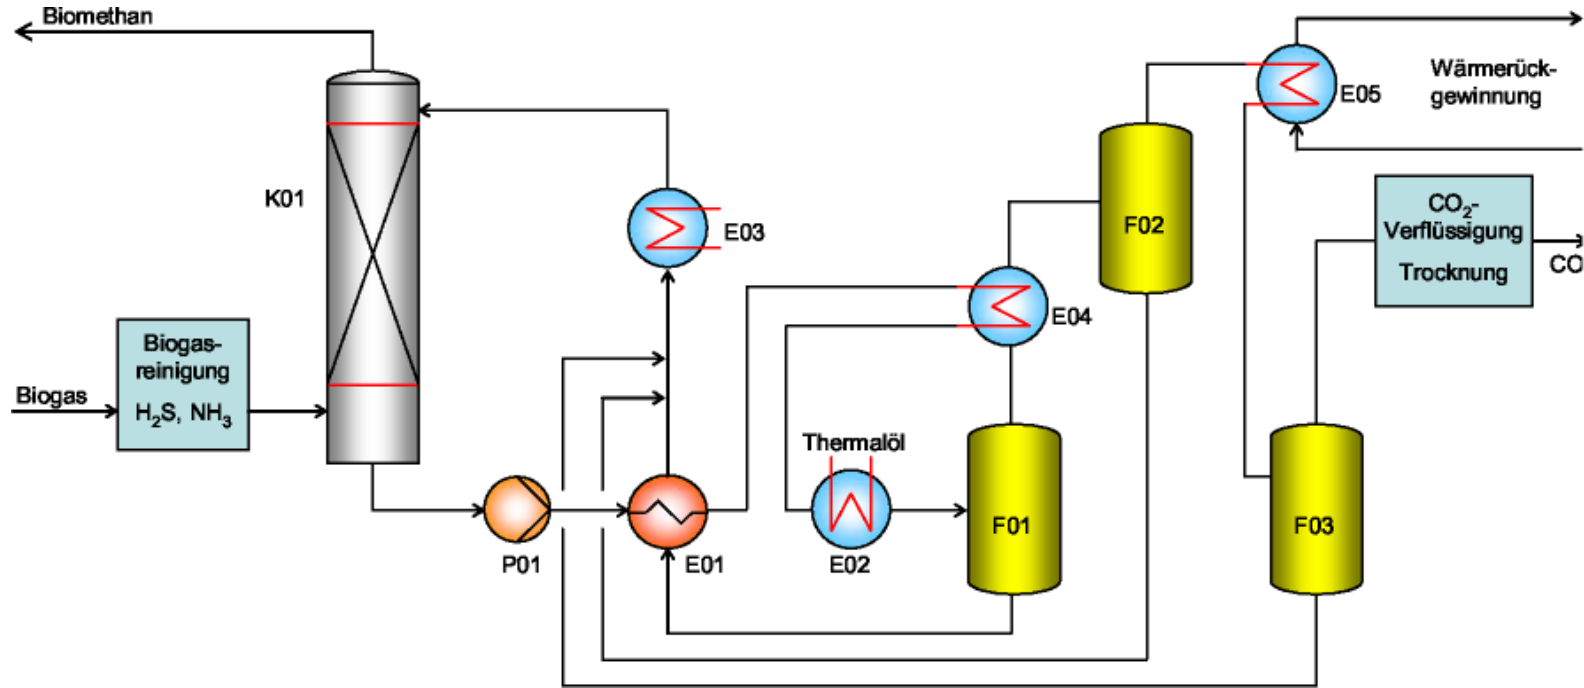 Biomethan
Wärmerück-
gewinnung
E05
K01
CO₂-
Verflüssigung
Trocknung
CO
F02
E03
E04
Biogas-
reinigung
H₂S, NH₃
Biogas
Thermalöl
F01
F03
P01
E01
E02